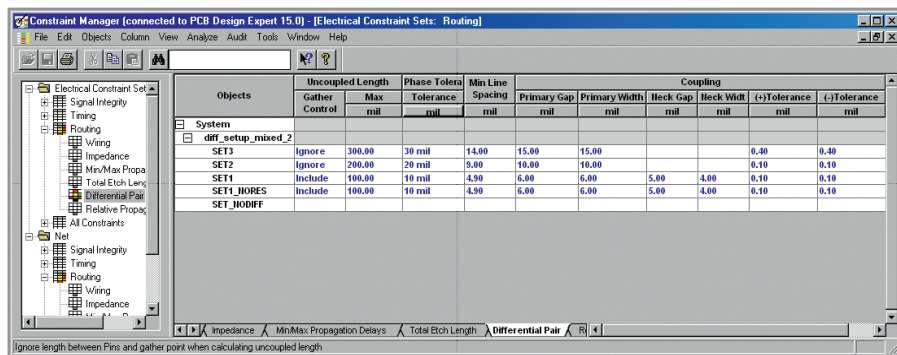 Constraint Manager (connected to PCB Design Expert 15.0) - [Electrical Constraint Sets: Routing]
File Edit Objects Column View Analyze Audit Tools Window Help
Electrical Constraint Set
Signal Integrity
Timing
Routing
Wiring
Impedance
Min/Max Propa
Total Etch Leng
Differential Pair
Relative Propag
All Constraints
Net
Signal Integrity
Timing
Routing
Wiring
Impedance
Objects Uncoupled Length Phase Tolera Min Line Spacing Coupling
Gather Control Max Tolerance Primary Gap Primary Width Neck Gap Neck Widt (+)Tolerance (-)Tolerance
mil mil mil mil mil mil mil mil mil
System
diff_setup_mixed_2
SET3 Ignore 300.00 30 mil 14.00 15.00 15.00 0.40 0.40
SET2 Ignore 200.00 20 mil 9.00 10.00 10.00 0.10 0.10
SET1 Include 100.00 10 mil 4.90 6.00 6.00 5.00 4.00 0.10 0.10
SET1_NORES Include 100.00 10 mil 4.90 6.00 6.00 5.00 4.00 0.10 0.10
SET_NODIFF
Impedance Min/Max Propagation Delays Total Etch Length Differential Pair R
Ignore length between Pins and gather point when calculating uncoupled length